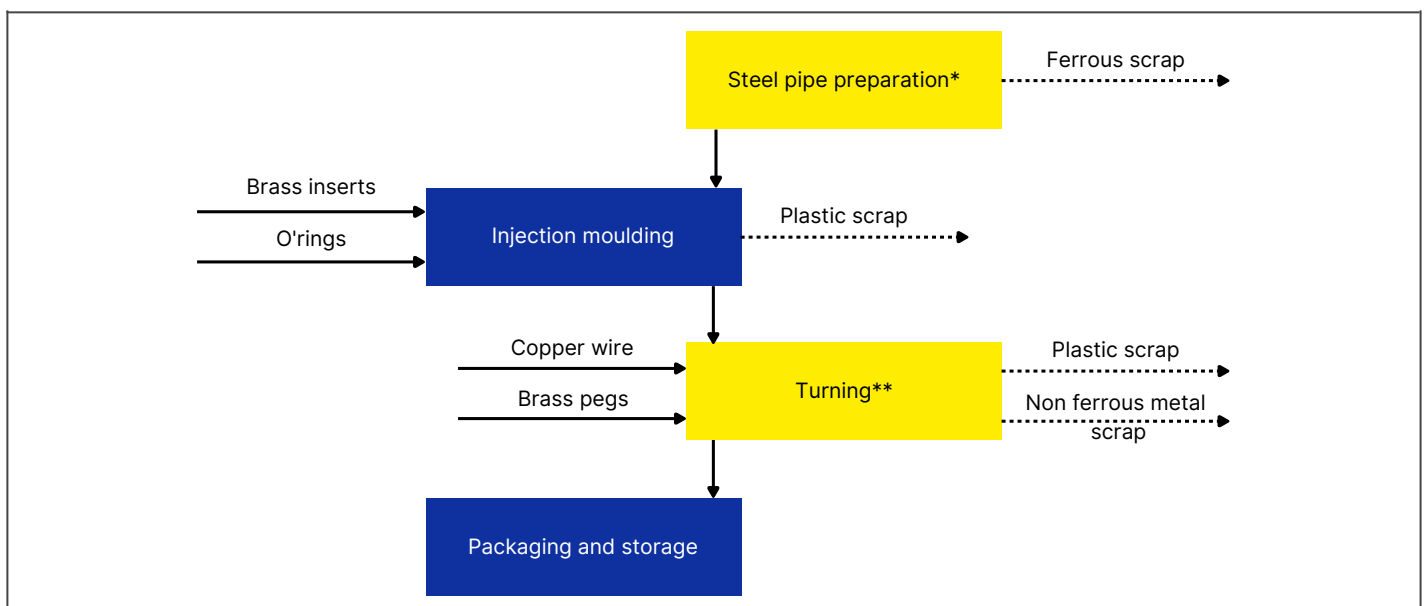 Steel pipe preparation*
Ferrous scrap
Brass inserts
O'rings
Injection moulding
Plastic scrap
Copper wire
Brass pegs
Turning**
Plastic scrap
Non ferrous metal
scrap
Packaging and storage